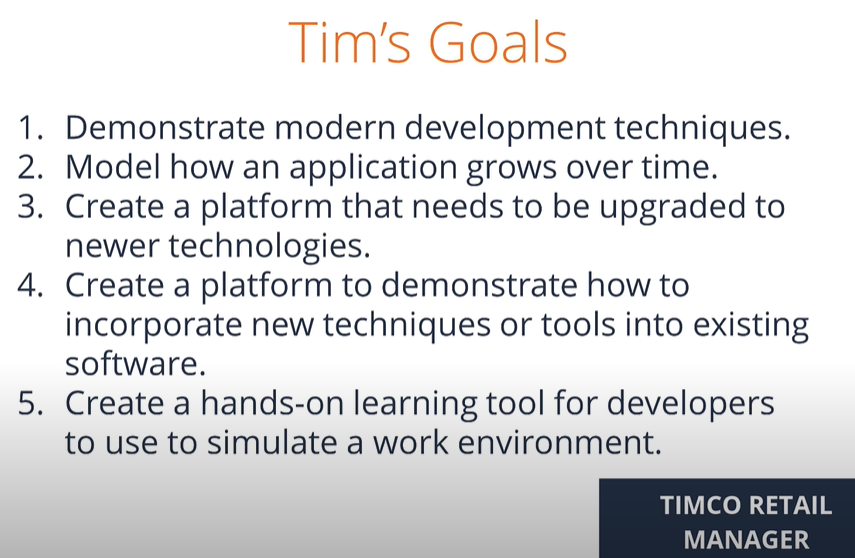 Tim's Goals
1. Demonstrate modern development techniques.
2. Model how an application grows over time.
3. Create a platform that needs to be upgraded to
newer technologies.
4. Create a platform to demonstrate how to
incorporate new techniques or tools into existing
software.
5. Create a hands-on learning tool for developers
to use to simulate a work environment.
TIMCO RETAIL
MANAGER